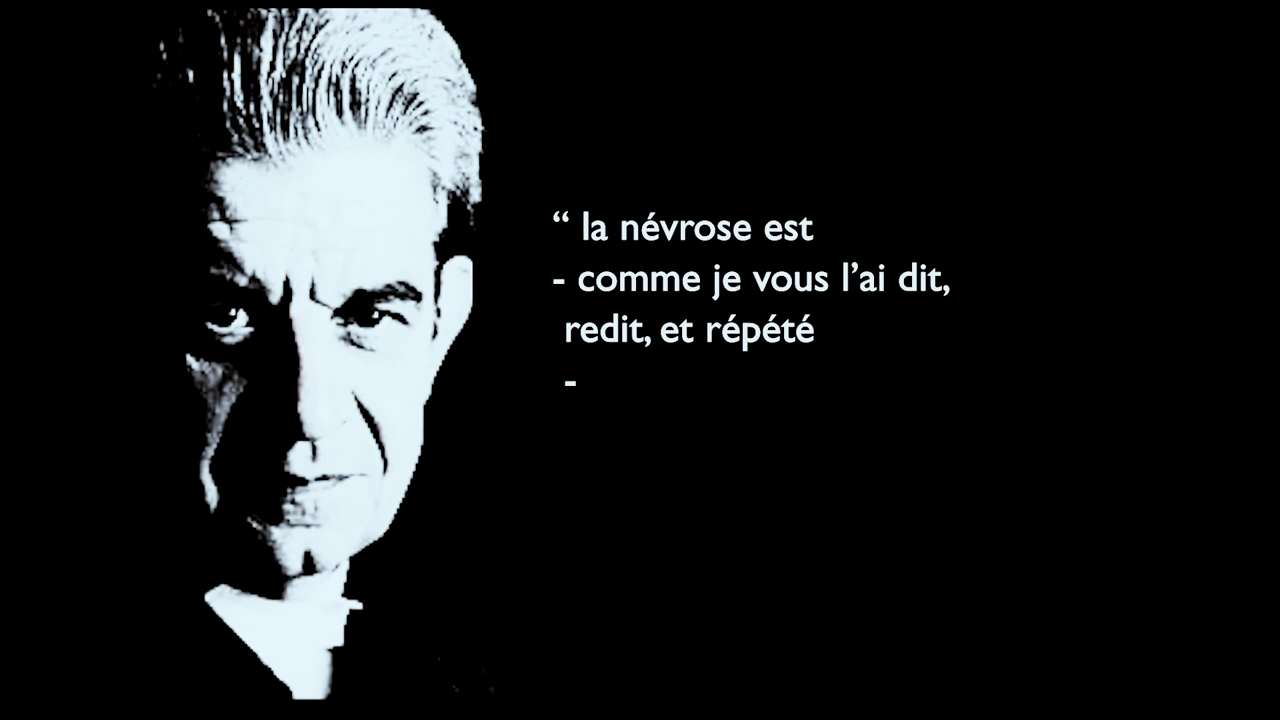 “ la névrose est
- comme je vous l’ai dit,
redit, et répété
-